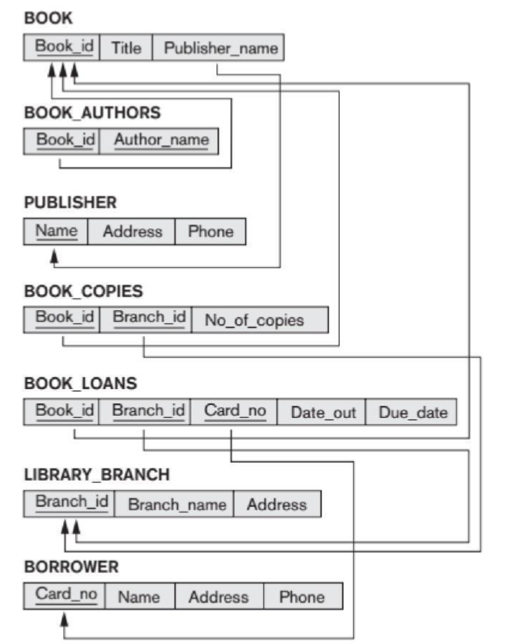 BOOK
Book_id Title Publisher_name
BOOK_AUTHORS
Book_id Author_name
PUBLISHER
Name Address Phone
BOOK_COPIES
Book_id Branch_id No_of_copies
BOOK_LOANS
Book_id Branch_id Card_no Date_out Due_date
LIBRARY_BRANCH
Branch_id Branch_name Address
BORROWER
Card_no Name Address Phone